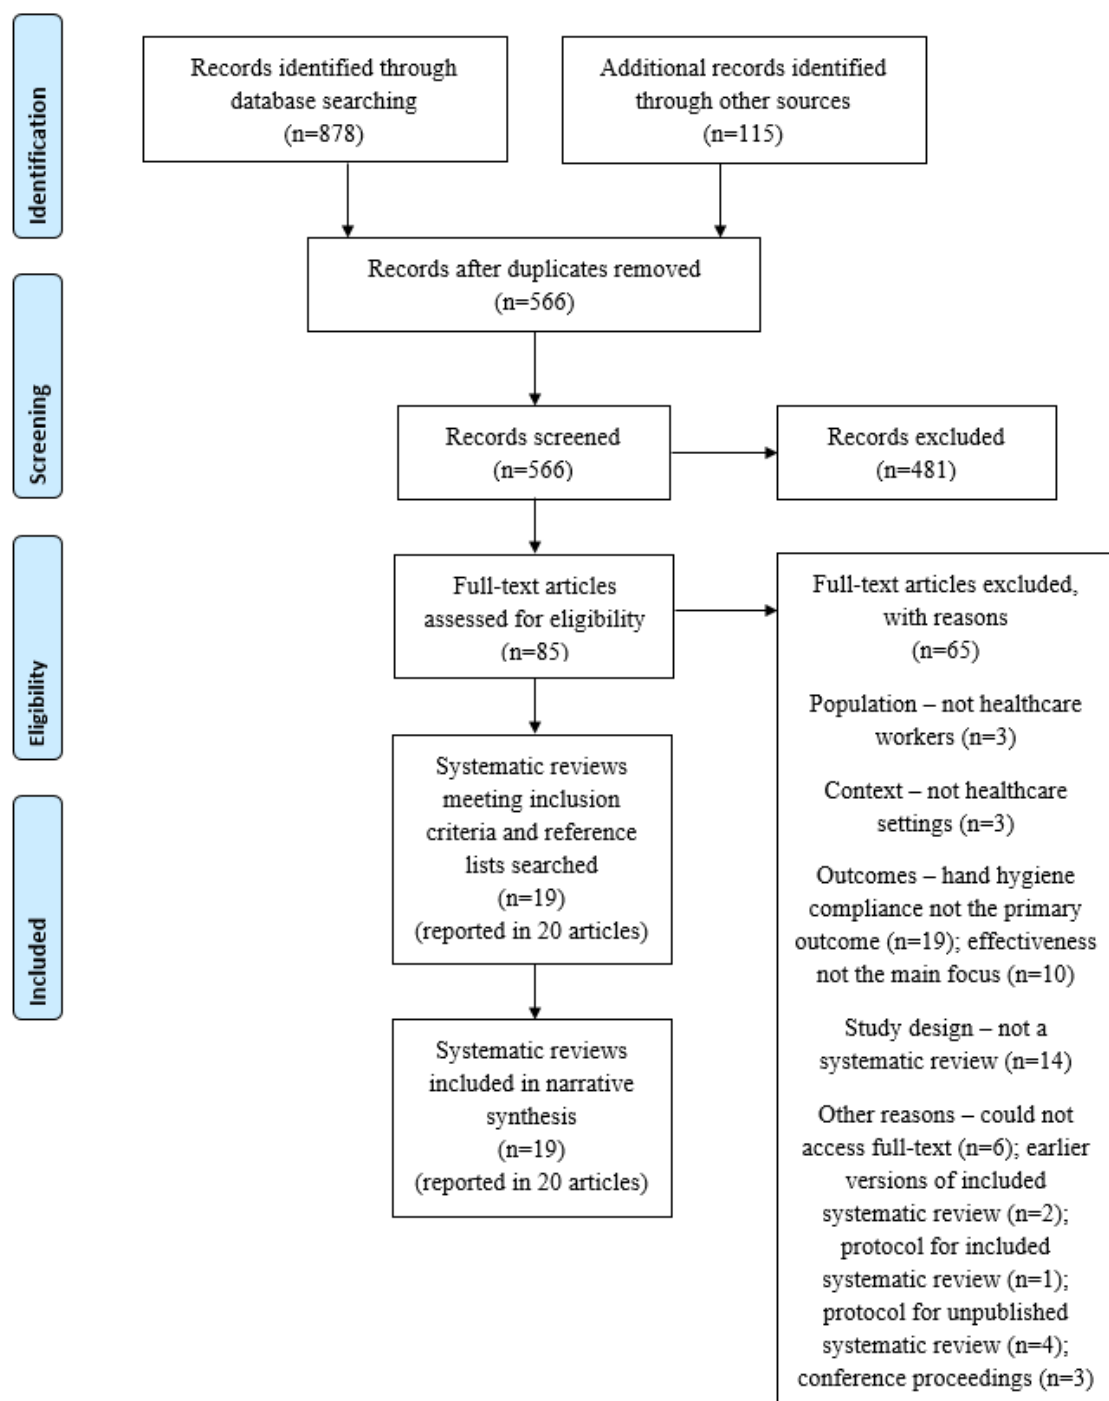 Identification
Records identified through
database searching
(n=878)
Additional records identified
through other sources
(n=115)
Records after duplicates removed
(n=566)
Screening
Records screened
(n=566)
Records excluded
(n=481)
Eligibility
Full-text articles
assessed for eligibility
(n=85)
Full-text articles excluded,
with reasons
(n=65)
Population – not healthcare
workers (n=3)
Context – not healthcare
settings (n=3)
Outcomes – hand hygiene
compliance not the primary
outcome (n=19); effectiveness
not the main focus (n=10)
Study design – not a
systematic review (n=14)
Other reasons – could not
access full-text (n=6); earlier
versions of included
systematic review (n=2);
protocol for included
systematic review (n=1);
protocol for unpublished
systematic review (n=4);
conference proceedings (n=3)
Systematic reviews
meeting inclusion
criteria and reference
lists searched
(n=19)
(reported in 20 articles)
Included
Systematic reviews
included in narrative
synthesis
(n=19)
(reported in 20 articles)